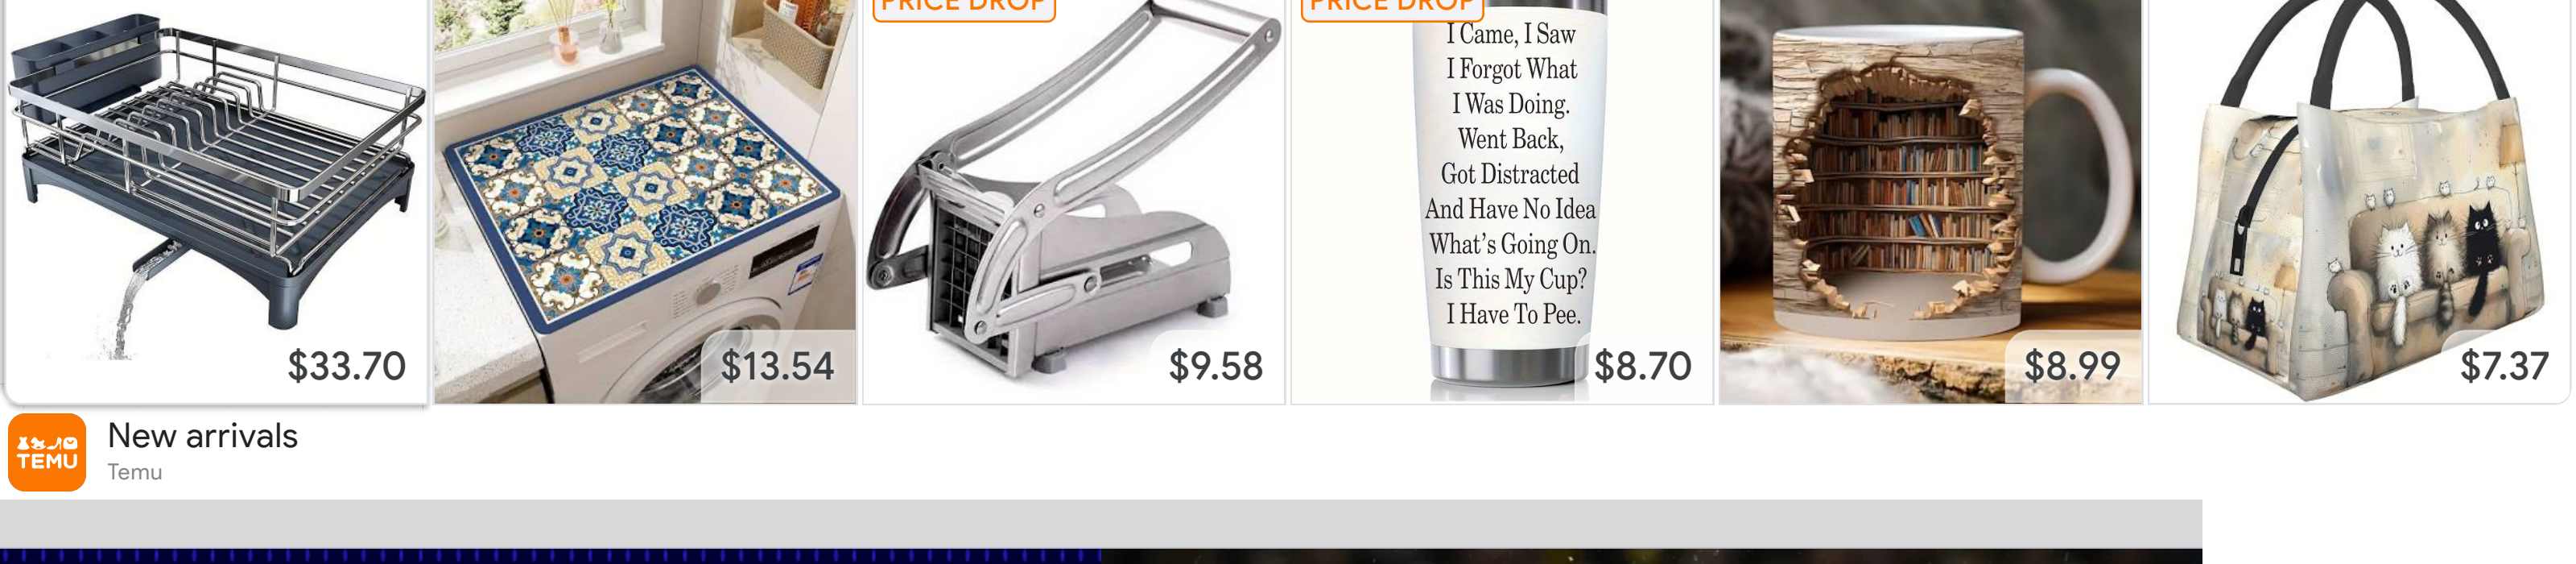 PRICE DROP
PRICE DROP
I Came, I Saw
I Forgot What
I Was Doing.
Went Back,
Got Distracted
And Have No Idea
What's Going On.
Is This My Cup?
I Have To Pee.
$33.70
$13.54
$9.58
$8.70
$8.99
$7.37
TEMU
New arrivals
Temu